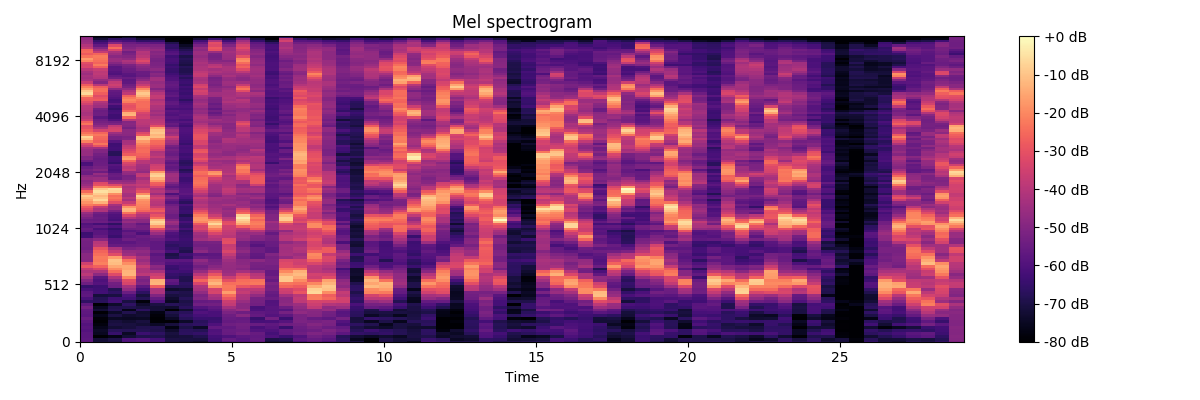 Mel spectrogram
8192
4096
2048
1024
512
0
Hz
0 5 10 15 20 25
Time
+0 dB
-10 dB
-20 dB
-30 dB
-40 dB
-50 dB
-60 dB
-70 dB
-80 dB